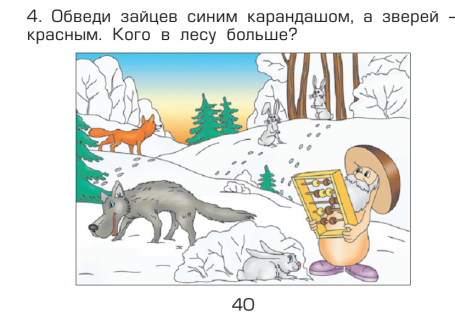 4. Обведи зайцев синим карандашом, а зверей –
красным. Кого в лесу больше?
40